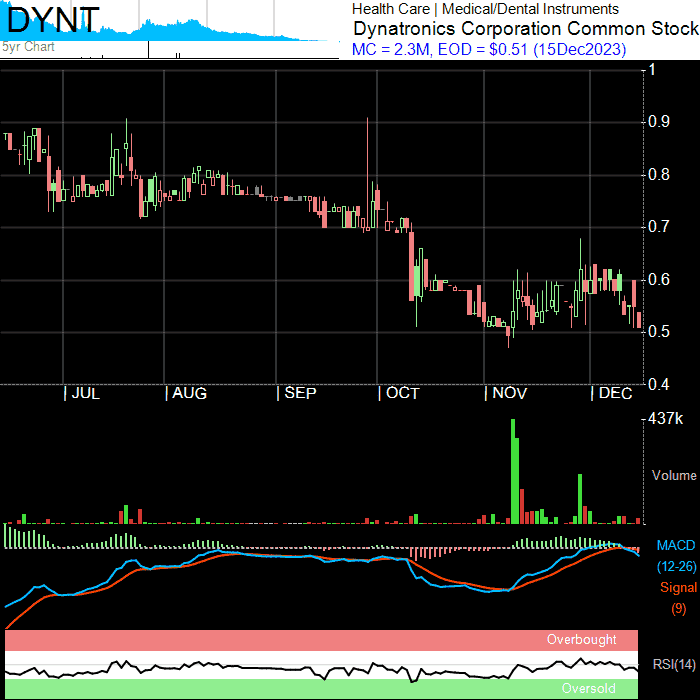 DYNT
5yr Chart
Health Care | Medical/Dental Instruments
Dynatronics Corporation Common Stock
MC = 2.3M, EOD = $0.51 (15Dec2023)
1
0.9
0.8
0.7
0.6
0.5
0.4
| JUL | AUG | SEP | OCT | NOV | DEC
437k
Volume
MACD
(12-26)
Signal
(9)
Overbought
RSI(14)
Oversold